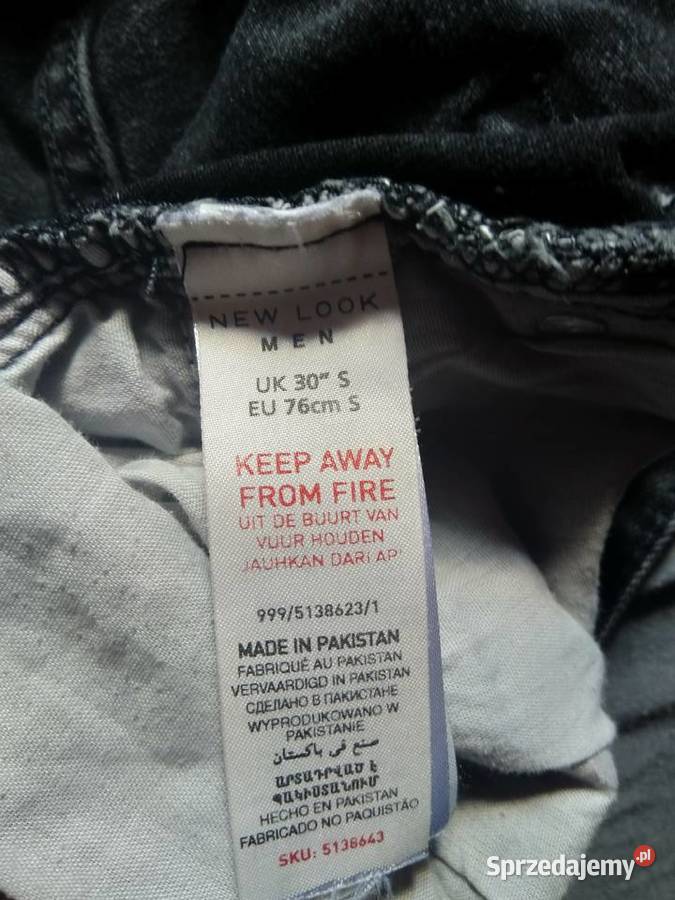 NEW LOOK
MEN
UK 30" S
EU 76cm S
KEEP AWAY
FROM FIRE
UIT DE BUURT VAN
VUUR HOUDEN
JAUHKAN DARI API
999/5138623/1
MADE IN PAKISTAN
FABRIQUÉ AU PAKISTAN
VERVAARDIGD IN PAKISTAN
СДЕЛАНО В ПАКИСТАНЕ
WYPRODUKOWANO W
PAKISTANIE
صنع في باكستان
ԱՐՏԱԴՐՎԱԾ Է
ՊԱԿԻՍՏԱՆՈՒՄ
HECHO EN PAKISTAN
FABRICADO NO PAQUISTÃO
SKU: 5138643
Sprzedajemy.pl